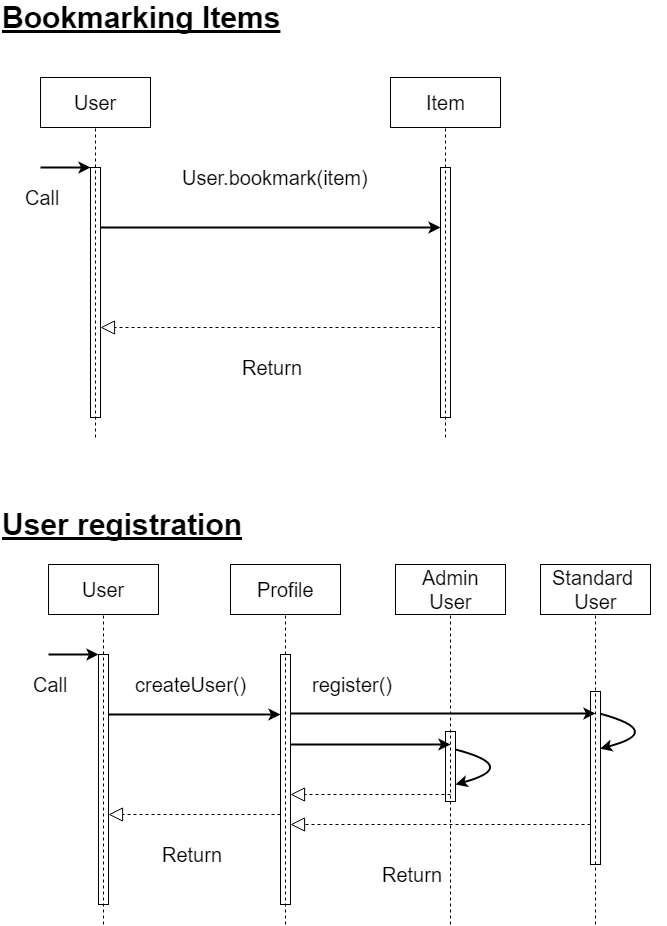 Bookmarking Items
User
Item
User.bookmark(item)
Call
Return
User registration
User
Profile
Admin
User
Standard
User
Call
createUser()
register()
Return
Return